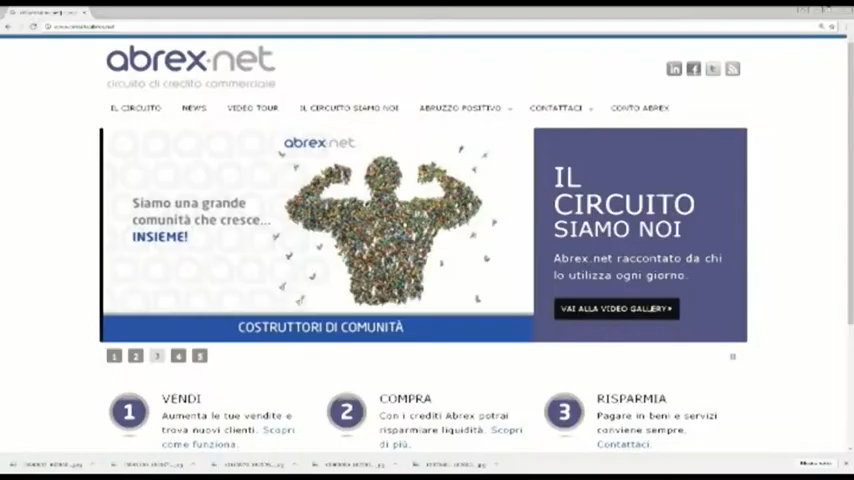 abrex.net
circuito di credito commerciale
IL CIRCUITO
NEWS
VIDEO TOUR
IL CIRCUITO SIAMO NOI
ABRUZZO POSITIVO
CONTATTACI
CONTO ABREX
abrex.net
Siamo una grande
comunità che cresce...
INSIEME!
COSTRUTTORI DI COMUNITÀ
IL
CIRCUITO
SIAMO NOI
Abrex.net raccontato da chi
lo utilizza ogni giorno.
VAI ALLA VIDEO GALLERY
1 2 3 4 5
1
VENDI
Aumenta le tue vendite e
trova nuovi clienti. Scopri
come funziona.
2
COMPRA
Con i crediti Abrex potrai
risparmiare liquidità. Scopri
di più.
3
RISPARMIA
Pagare in beni e servizi
conviene sempre.
Contattaci.